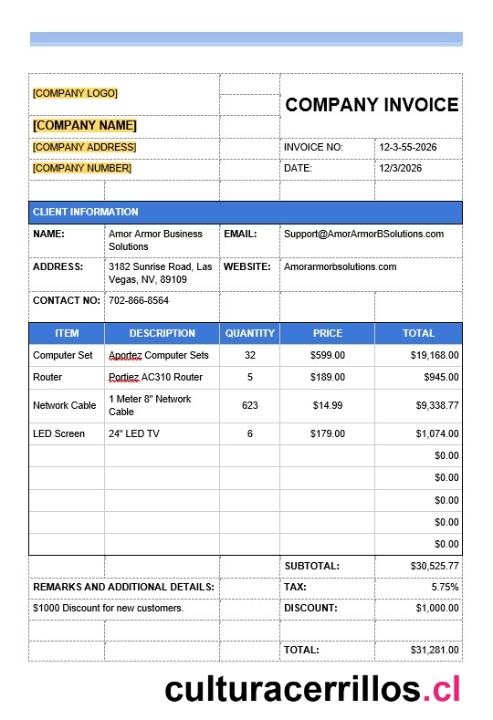 [COMPANY LOGO]
COMPANY INVOICE
[COMPANY NAME]
[COMPANY ADDRESS] INVOICE NO: 12-3-55-2026
[COMPANY NUMBER] DATE: 12/3/2026
CLIENT INFORMATION
NAME: Amor Armor Business Solutions EMAIL: Support@AmorArmorBSolutions.com
ADDRESS: 3182 Sunrise Road, Las Vegas, NV, 89109 WEBSITE: Amorarmorbsolutions.com
CONTACT NO: 702-866-8564
ITEM DESCRIPTION QUANTITY PRICE TOTAL
Computer Set Aportez Computer Sets 32 $599.00 $19,168.00
Router Portiez AC310 Router 5 $189.00 $945.00
Network Cable 1 Meter 8" Network Cable 623 $14.99 $9,338.77
LED Screen 24" LED TV 6 $179.00 $1,074.00
$0.00
$0.00
$0.00
$0.00
$0.00
SUBTOTAL: $30,525.77
REMARKS AND ADDITIONAL DETAILS: TAX: 5.75%
$1000 Discount for new customers. DISCOUNT: $1,000.00
TOTAL: $31,281.00
culturacerrillos.cl